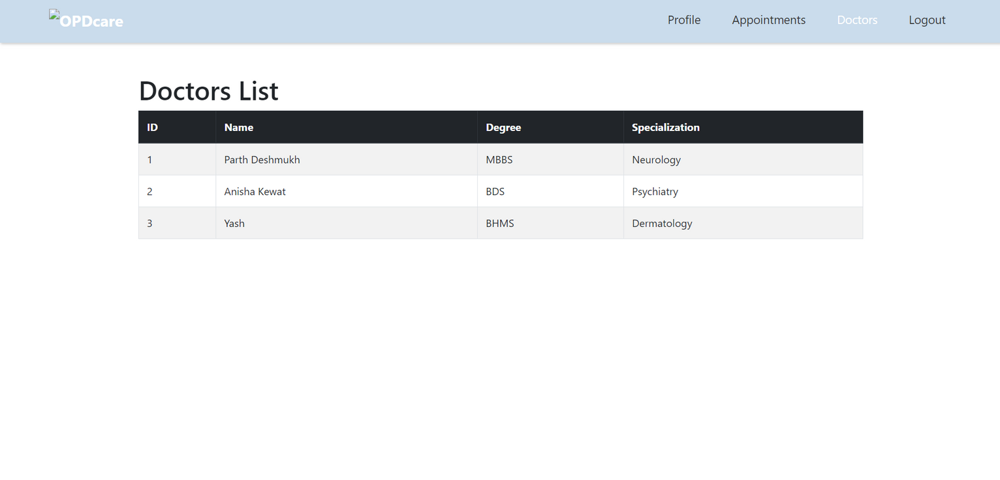 OPDcare Profile Appointments Doctors Logout
Doctors List
ID Name Degree Specialization
1 Parth Deshmukh MBBS Neurology
2 Anisha Kewat BDS Psychiatry
3 Yash BHMS Dermatology